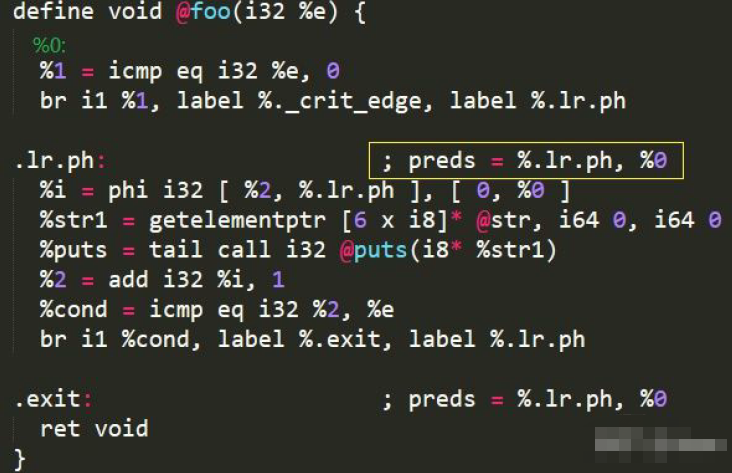 define void @foo(i32 %e) {
%0:
%1 = icmp eq i32 %e, 0
br i1 %1, label %._crit_edge, label %.lr.ph
.lr.ph: ; preds = %.lr.ph, %0
%i = phi i32 [ %2, %.lr.ph ], [ 0, %0 ]
%str1 = getelementptr [6 x i8]* @str, i64 0, i64 0
%puts = tail call i32 @puts(i8* %str1)
%2 = add i32 %i, 1
%cond = icmp eq i32 %2, %e
br i1 %cond, label %.exit, label %.lr.ph
.exit: ; preds = %.lr.ph, %0
ret void
}